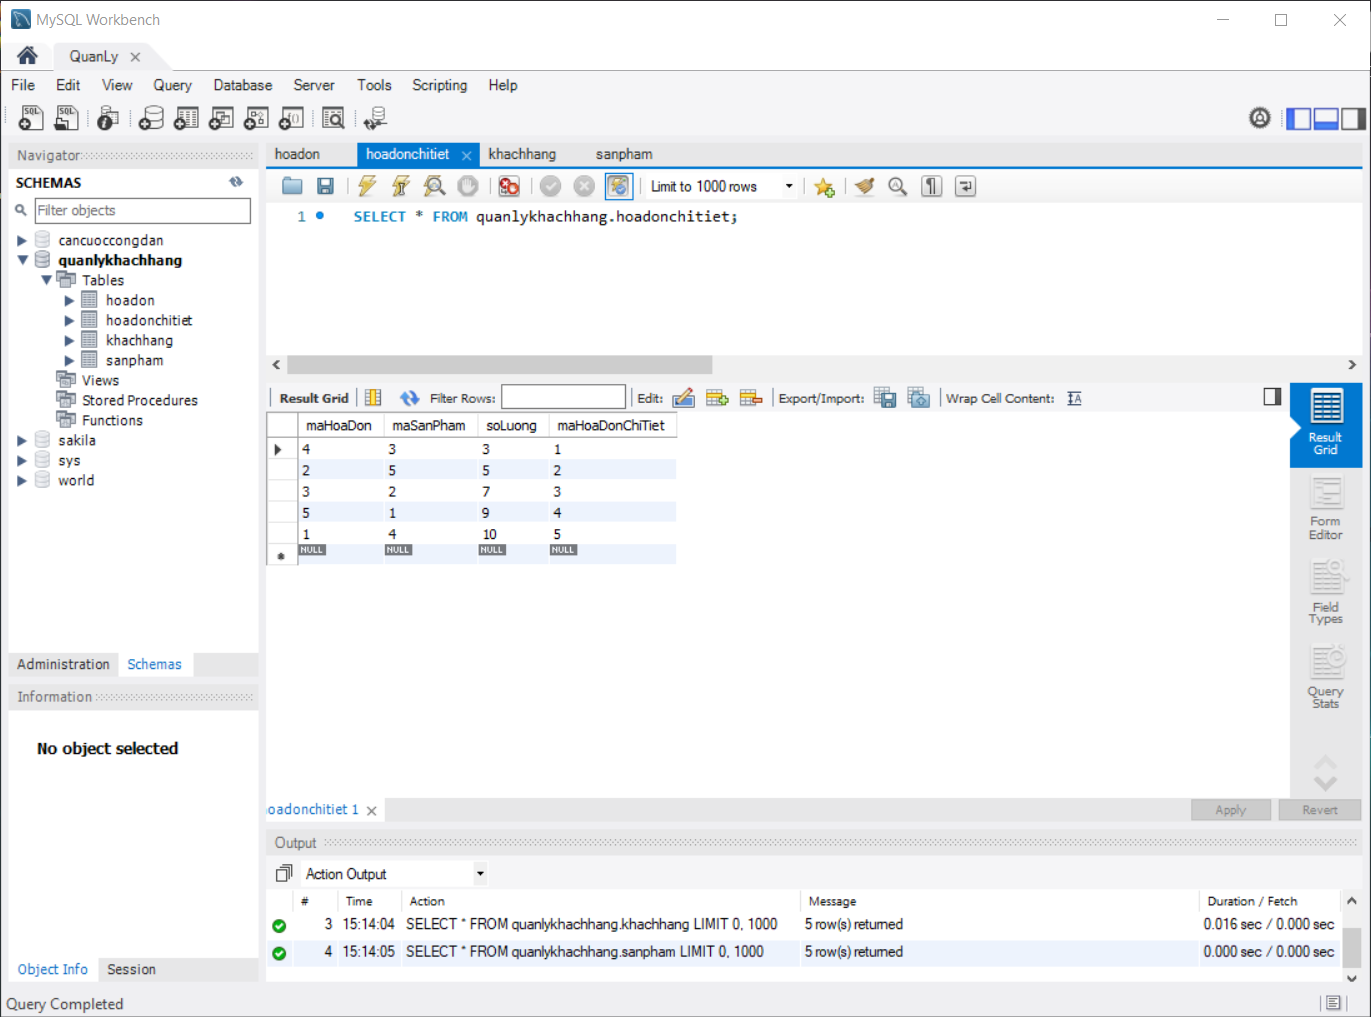 MySQL Workbench
QuanLy
File Edit View Query Database Server Tools Scripting Help
Navigator
SCHEMAS
Filter objects
cancuoccongdan
quanlykhachhang
Tables
hoadon
hoadonchitiet
khachhang
sanpham
Views
Stored Procedures
Functions
sakila
sys
world
Administration Schemas
Information
No object selected
Object Info Session
hoadon hoadonchitiet khachhang sanpham
Limit to 1000 rows
1 SELECT * FROM quanlykhachhang.hoadonchitiet;
Result Grid Filter Rows: Edit: Export/Import: Wrap Cell Content:
maHoaDon maSanPham soLuong maHoaDonChiTiet
4 3 3 1
2 5 5 2
3 2 7 3
5 1 9 4
1 4 10 5
NULL NULL NULL NULL
Result
Grid
Form
Editor
Field
Types
Query
Stats
oadonchitiet 1
Apply Revert
Output
Action Output
# Time Action Message Duration / Fetch
3 15:14:04 SELECT * FROM quanlykhachhang.khachhang LIMIT 0, 1000 5 row(s) returned 0.016 sec / 0.000 sec
4 15:14:05 SELECT * FROM quanlykhachhang.sanpham LIMIT 0, 1000 5 row(s) returned 0.000 sec / 0.000 sec
Query Completed